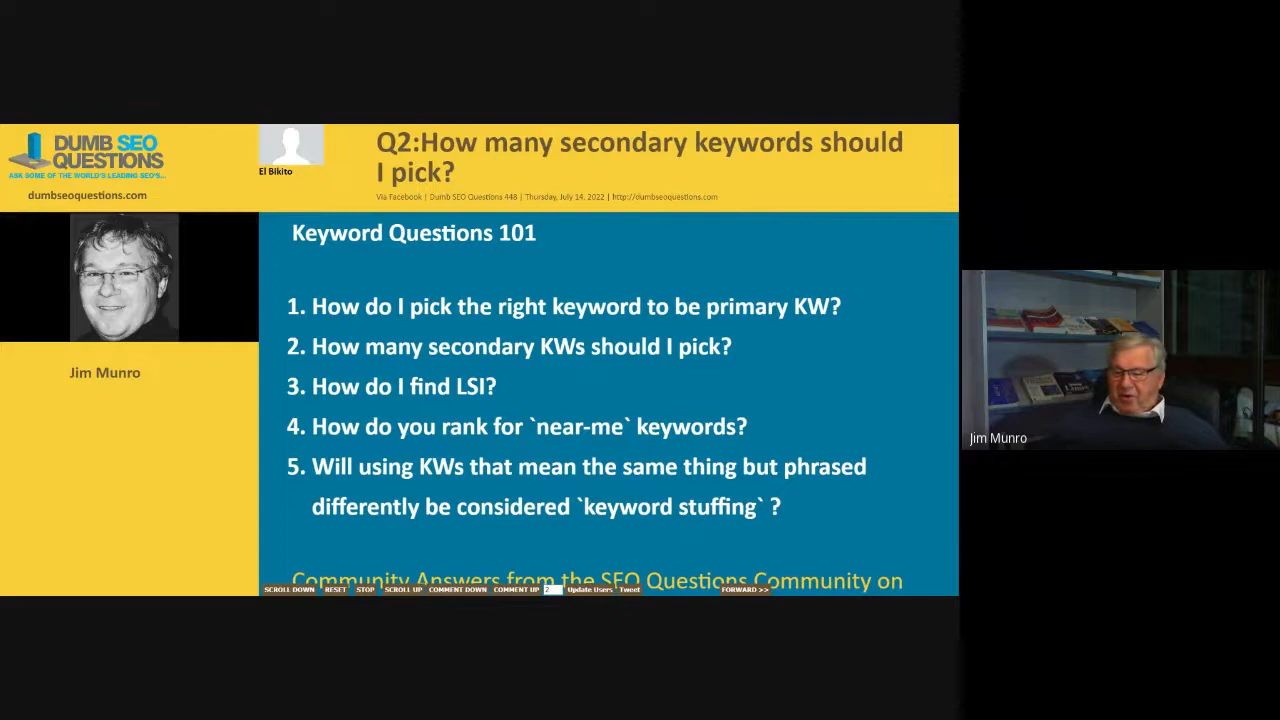 DUMB SEO
QUESTIONS
ASK SOME OF THE WORLD'S LEADING SEO'S...
dumbseoquestions.com
El Bikito
Q2:How many secondary keywords should
I pick?
Via Facebook | Dumb SEO Questions 448 | Thursday, July 14, 2022 | http://dumbseoquestions.com
Jim Munro
Keyword Questions 101
1. How do I pick the right keyword to be primary KW?
2. How many secondary KWs should I pick?
3. How do I find LSI?
4. How do you rank for `near-me` keywords?
5. Will using KWs that mean the same thing but phrased
differently be considered `keyword stuffing` ?
Community Answers from the SEO Questions Community on
SCROLL DOWN RESET STOP SCROLL UP COMMENT DOWN COMMENT UP 2 Update Users Tweet FORWARD >>
Jim Munro